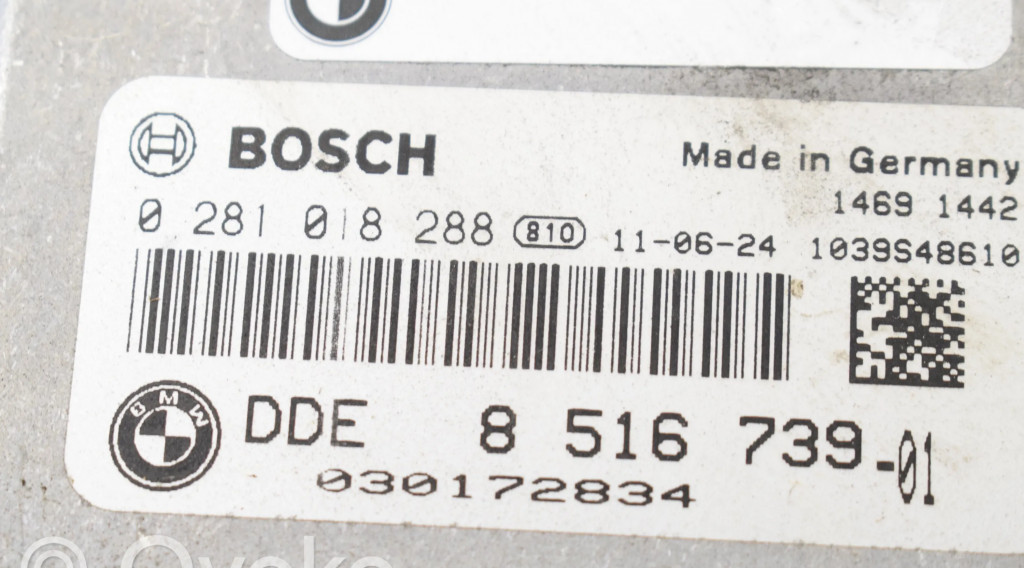 BOSCH
Made in Germany
1469 1442
0 281 018 288 810 11-06-24 1039S48610
BMW
DDE 8 516 739-01
030172834
© Ovoko